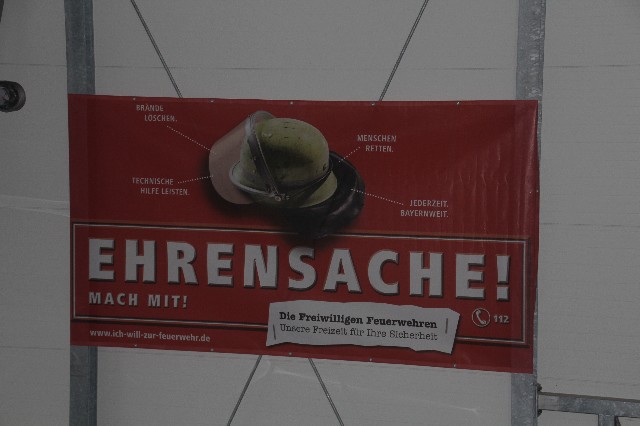 BRÄNDE
LÖSCHEN.
MENSCHEN
RETTEN.
TECHNISCHE
HILFE LEISTEN.
JEDERZEIT.
BAYERNWEIT.
EHRENSACHE!
MACH MIT!
Die Freiwilligen Feuerwehren
Unsere Freizeit für Ihre Sicherheit
112
www.ich-will-zur-feuerwehr.de